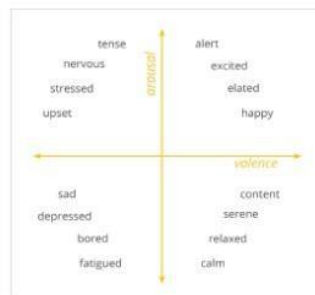 tense alert
nervous excited
stressed elated
upset happy
arousal
valence
sad content
depressed serene
bored relaxed
fatigued calm